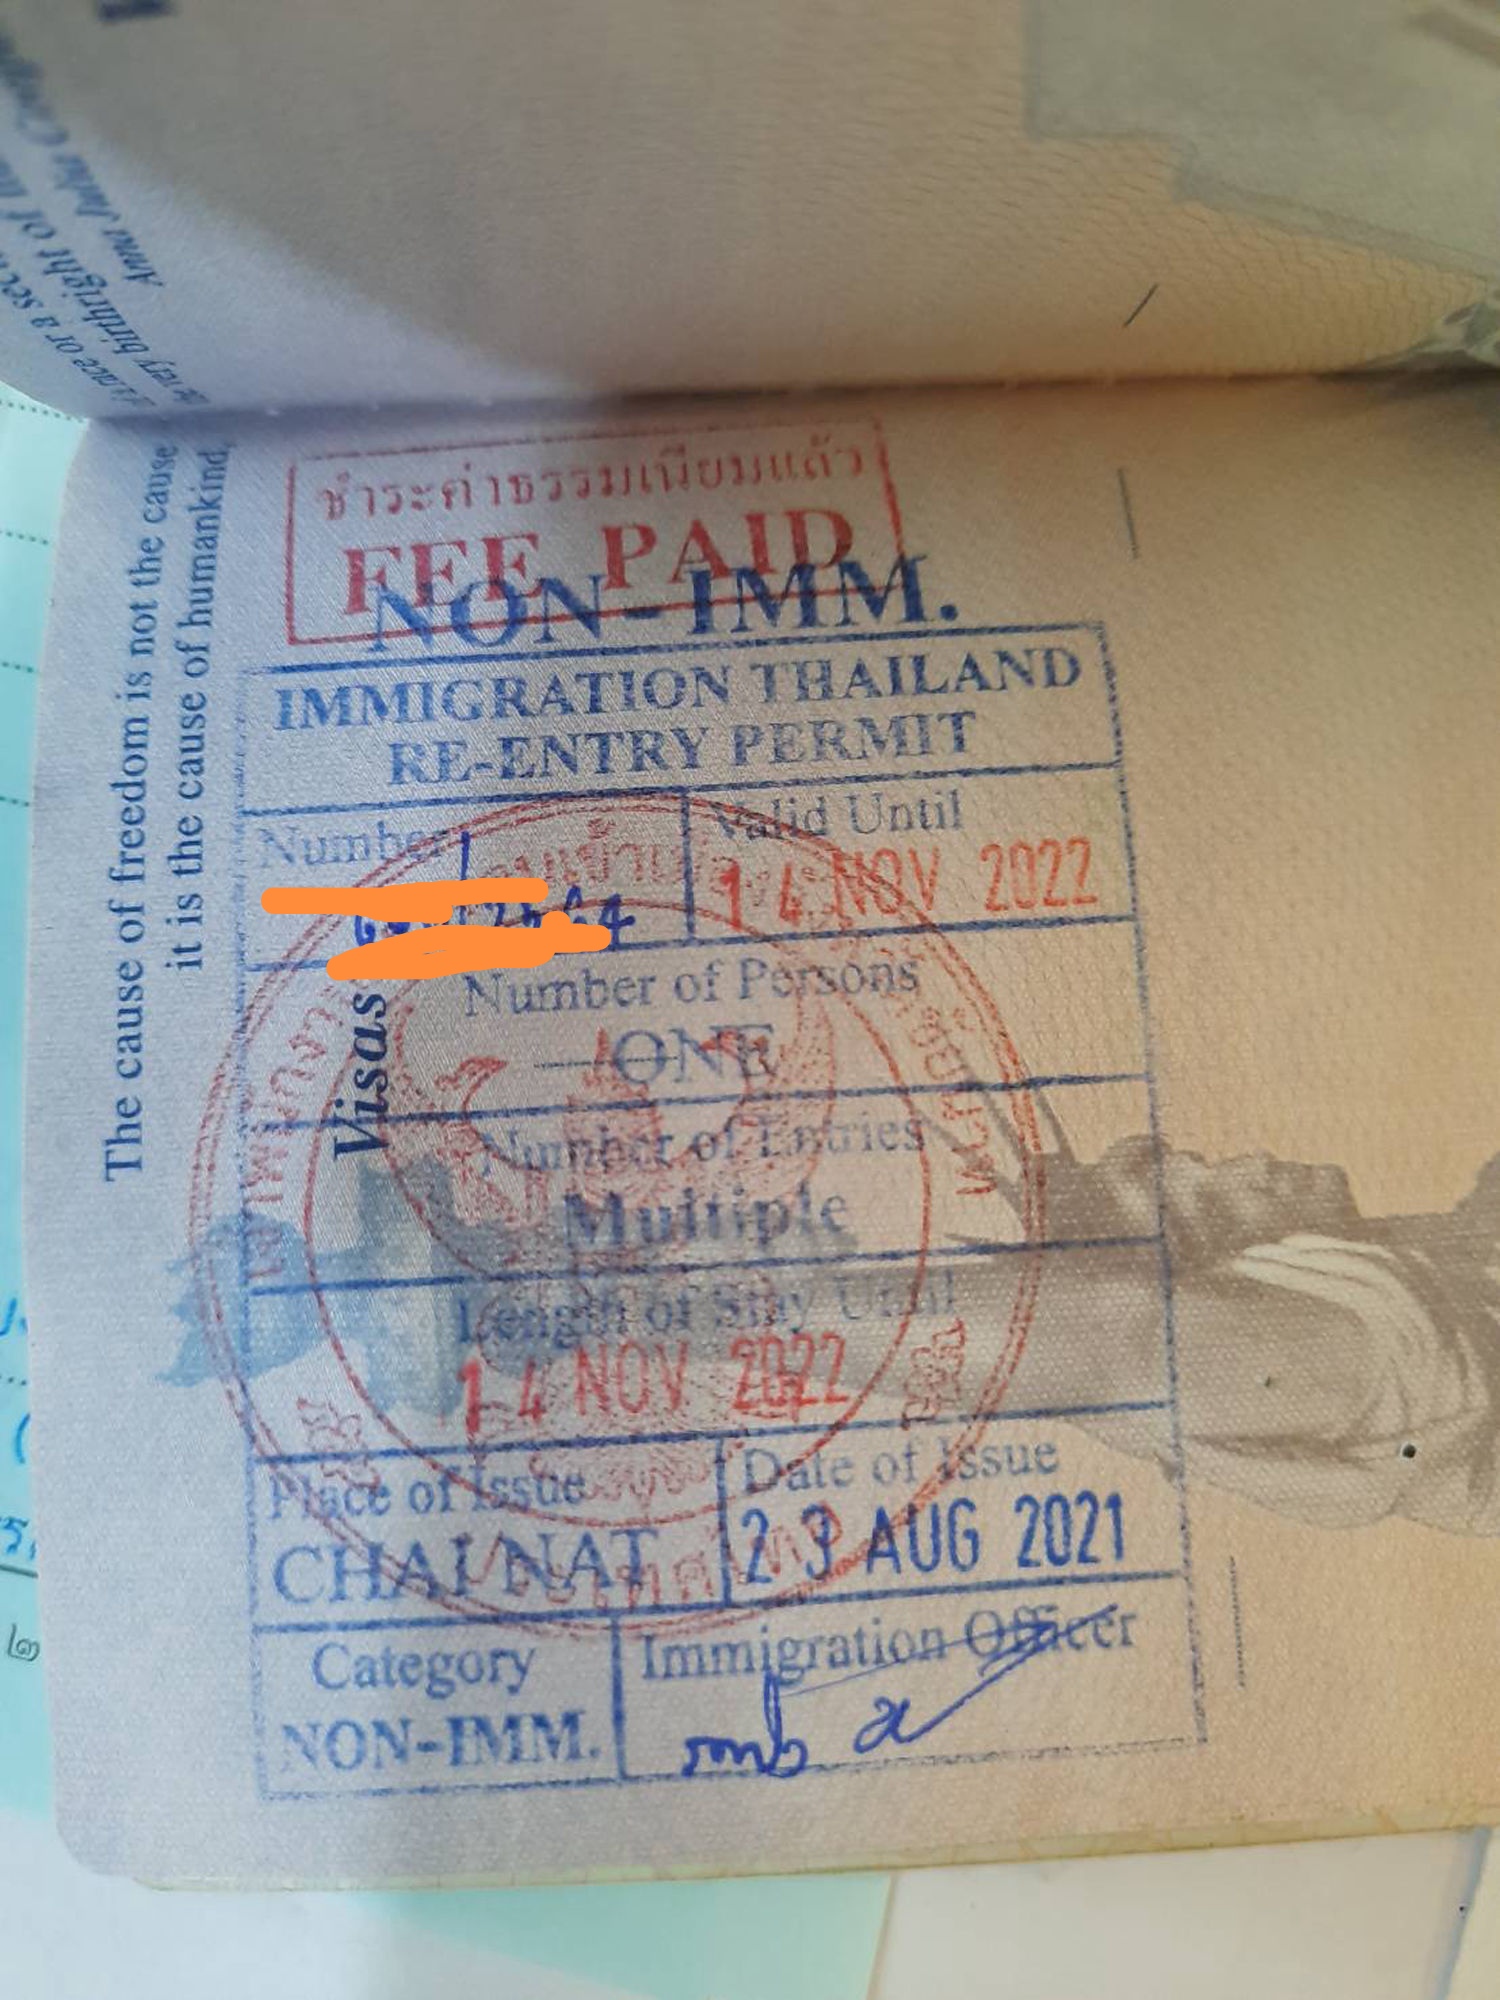 The cause of freedom is not the cause
it is the cause of humankind,
birthright of
ชำระค่าธรรมเนียมแล้ว
FEE PAID
NON-IMM.
IMMIGRATION THAILAND
RE-ENTRY PERMIT
Number
Valid Until
14 NOV 2022
Visas
Number of Persons
ONE
Number of Entries
Multiple
Length of Stay Until
14 NOV 2022
Place of Issue
CHAI NAT
Date of Issue
23 AUG 2021
Category
NON-IMM.
Immigration Officer